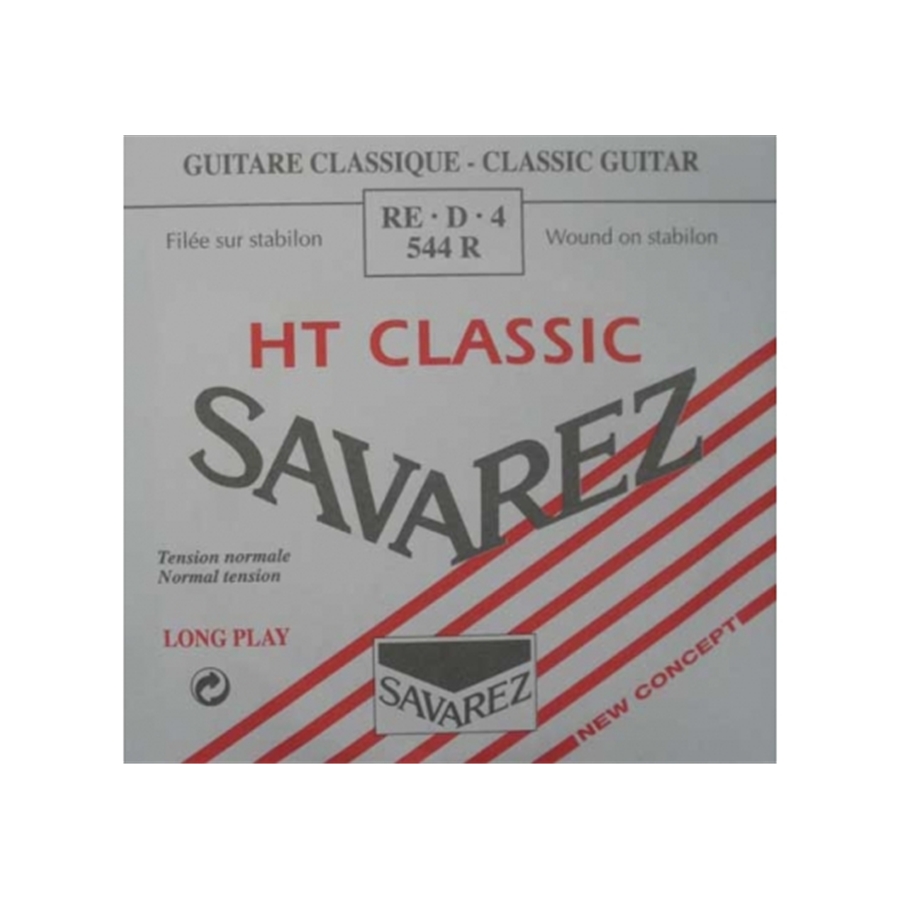 GUITARE CLASSIQUE - CLASSIC GUITAR
RE · D · 4
544 R
Filée sur stabilon
Wound on stabilon
HT CLASSIC
SAVAREZ
Tension normale
Normal tension
LONG PLAY
SAVAREZ
NEW CONCEPT